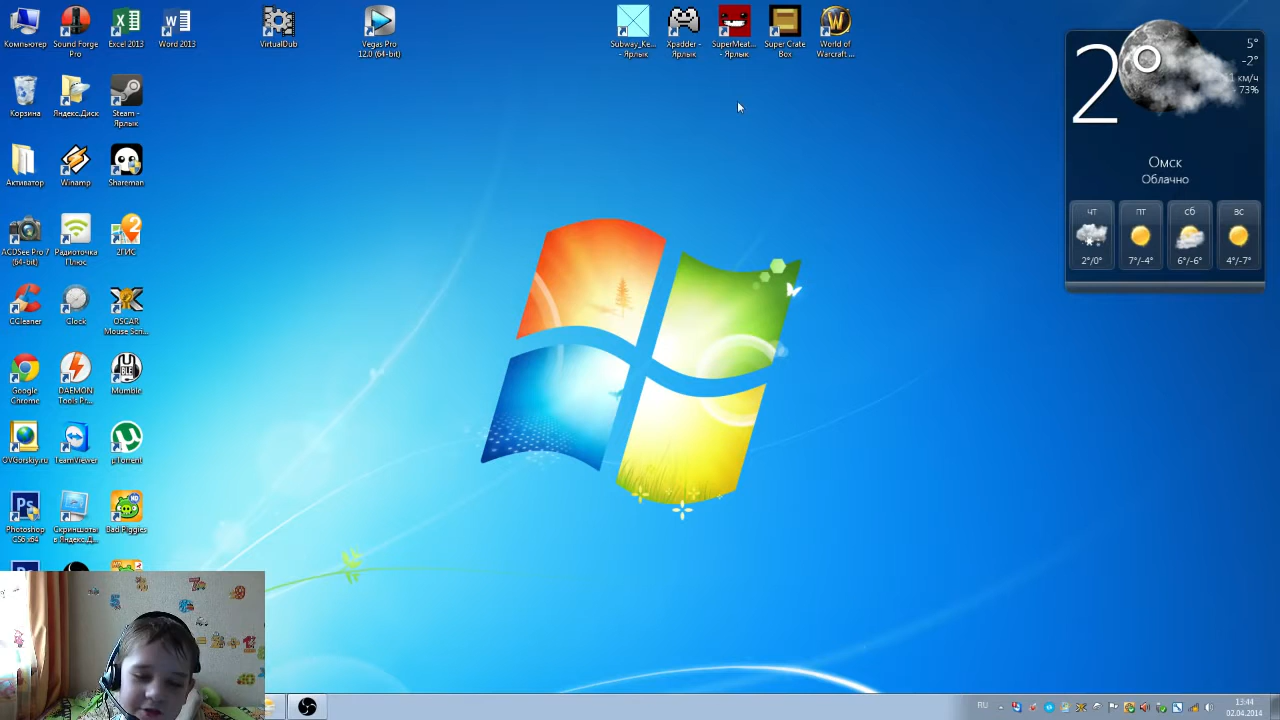 Компьютер
Sound Forge
Pro
Excel 2013
Word 2013
VirtualDub
Vegas Pro
12.0 (64-bit)
Subway_Ke...
- Ярлык
Xpadder -
Ярлык
SuperMeat...
- Ярлык
Super Crate
Box
World of
Warcraft ...
Корзина
Яндекс.Диск
Steam -
Ярлык
Активатор
Winamp
Shareman
ACDSee Pro 7
(64-bit)
Радиоточка
Плюс
2ГИС
CCleaner
Clock
OSCAR
Mouse Scri...
Google
Chrome
DAEMON
Tools Pr...
Mumble
OVGorskiy.ru
TeamViewer
µTorrent
Photoshop
CS6 x64
Скриншоты
в Яндекс.Д...
Bad Piggies
2°
5°
-2°
11 км/ч
73%
Омск
Облачно
чт
пт
сб
вс
2°/0°
7°/-4°
6°/-6°
4°/-7°
RU
13:44
02.04.2014